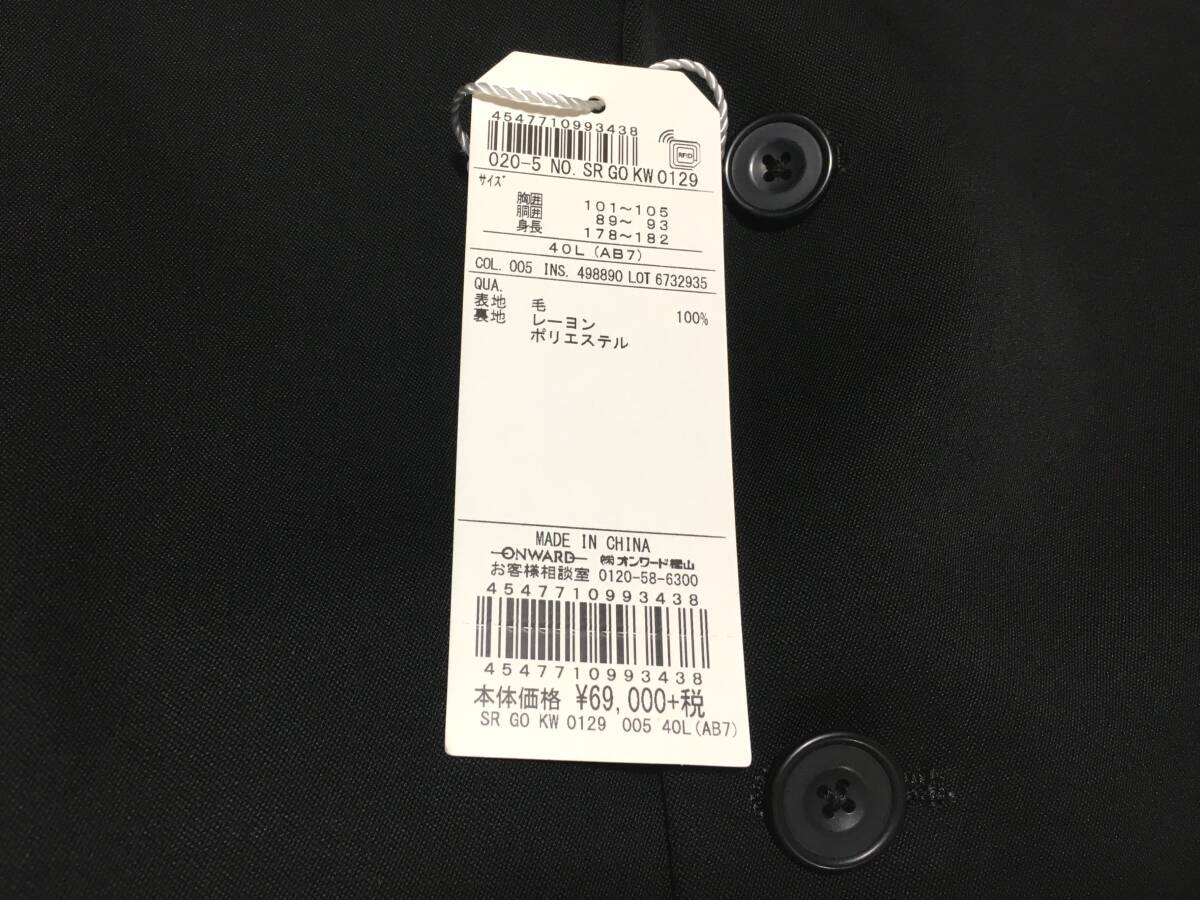 4547710993438
RFID
020-5 NO. SR GO KW 0129
サイズ
胸囲 101～105
胴囲 89～ 93
身長 178～182
40L (AB7)
COL. 005 INS. 498890 LOT 6732935
QUA.
表地 毛 100%
裏地 レーヨン
ポリエステル
MADE IN CHINA
ONWARD ㈱オンワード樫山
お客様相談室 0120-58-6300
4547710993438
4547710993438
本体価格 ¥69,000+税
SR GO KW 0129 005 40L(AB7)